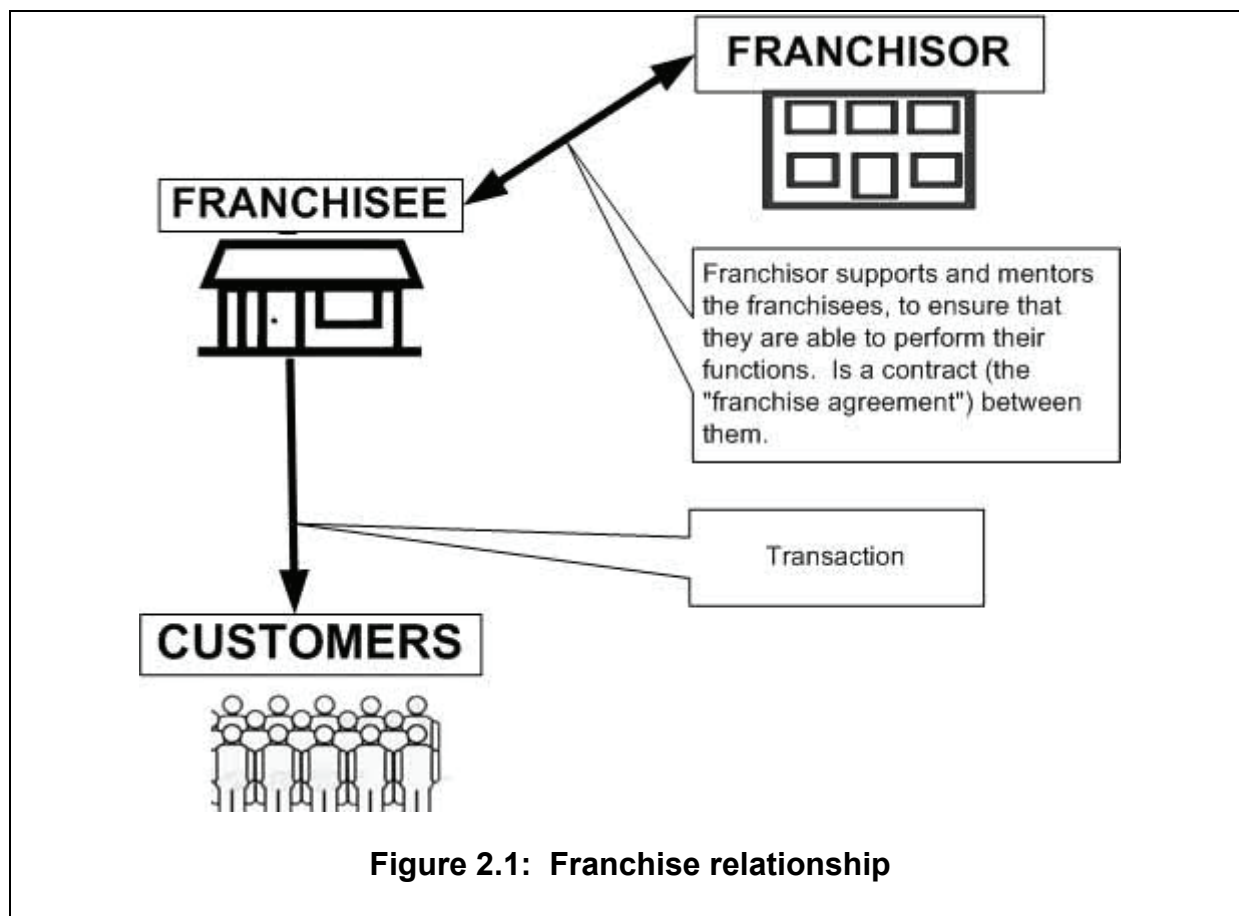 FRANCHISOR
FRANCHISEE
Franchisor supports and mentors
the franchisees, to ensure that
they are able to perform their
functions.  Is a contract (the
"franchise agreement") between
them.
Transaction
CUSTOMERS
Figure 2.1:  Franchise relationship